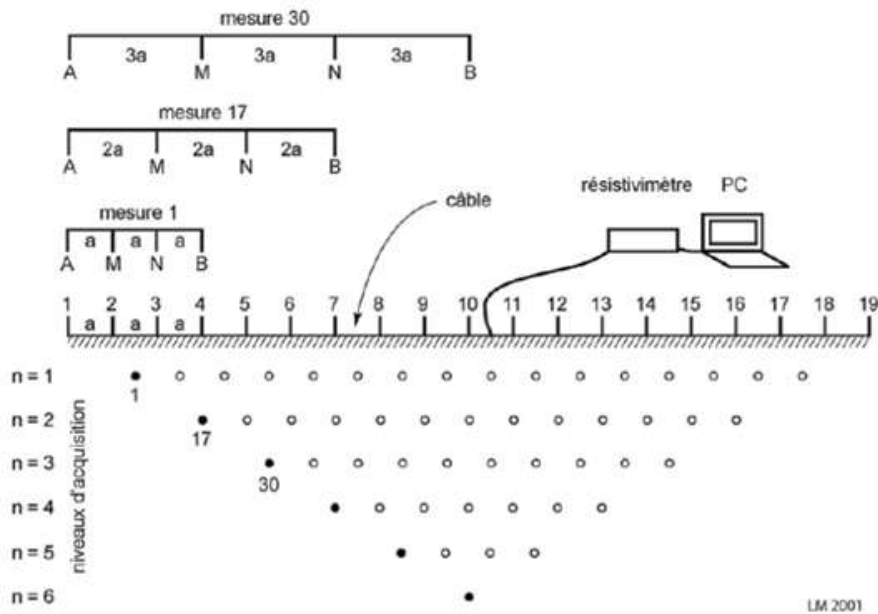 mesure 30
3a 3a 3a
A M N B
mesure 17
2a 2a 2a
A M N B
résistivimètre PC
câble
mesure 1
a a a
A M N B
1 2 3 4 5 6 7 8 9 10 11 12 13 14 15 16 17 18 19
a a a
niveaux d'acquisition
n = 1
1
n = 2
17
n = 3
30
n = 4
n = 5
n = 6
LM 2001